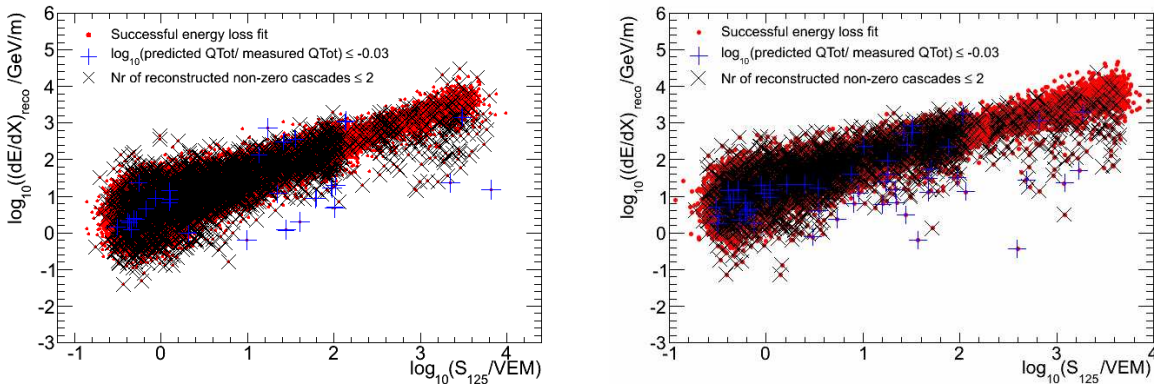 6
5
4
3
2
1
0
-1
-2
-3
log10((dE/dX)reco /GeV/m)
Successful energy loss fit
log10(predicted QTot/ measured QTot) ≤ -0.03
Nr of reconstructed non-zero cascades ≤ 2
-1 0 1 2 3 4
log10(S125/VEM)
6
5
4
3
2
1
0
-1
-2
-3
log10((dE/dX)reco /GeV/m)
Successful energy loss fit
log10(predicted QTot/ measured QTot) ≤ -0.03
Nr of reconstructed non-zero cascades ≤ 2
-1 0 1 2 3 4
log10(S125/VEM)